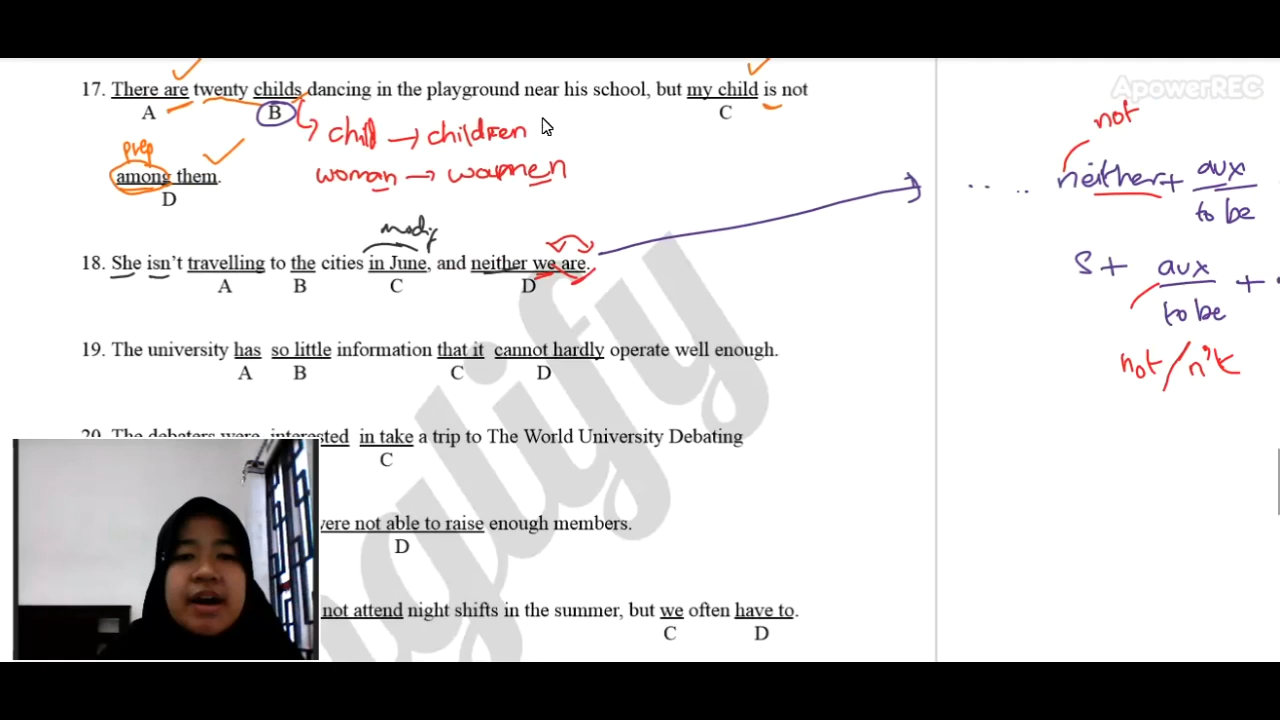 ApowerREC
17. There are twenty childs dancing in the playground near his school, but my child is not
A B C
child → children
prep
among them.
D
woman → women
not
.. .. neither + aux
to be
modif
18. She isn't travelling to the cities in June, and neither we are.
A B C D
S + aux +
to be
not/n't
19. The university has so little information that it cannot hardly operate well enough.
A B C D
20. The debaters were interested in take a trip to The World University Debating
C
were not able to raise enough members.
D
not attend night shifts in the summer, but we often have to.
C D